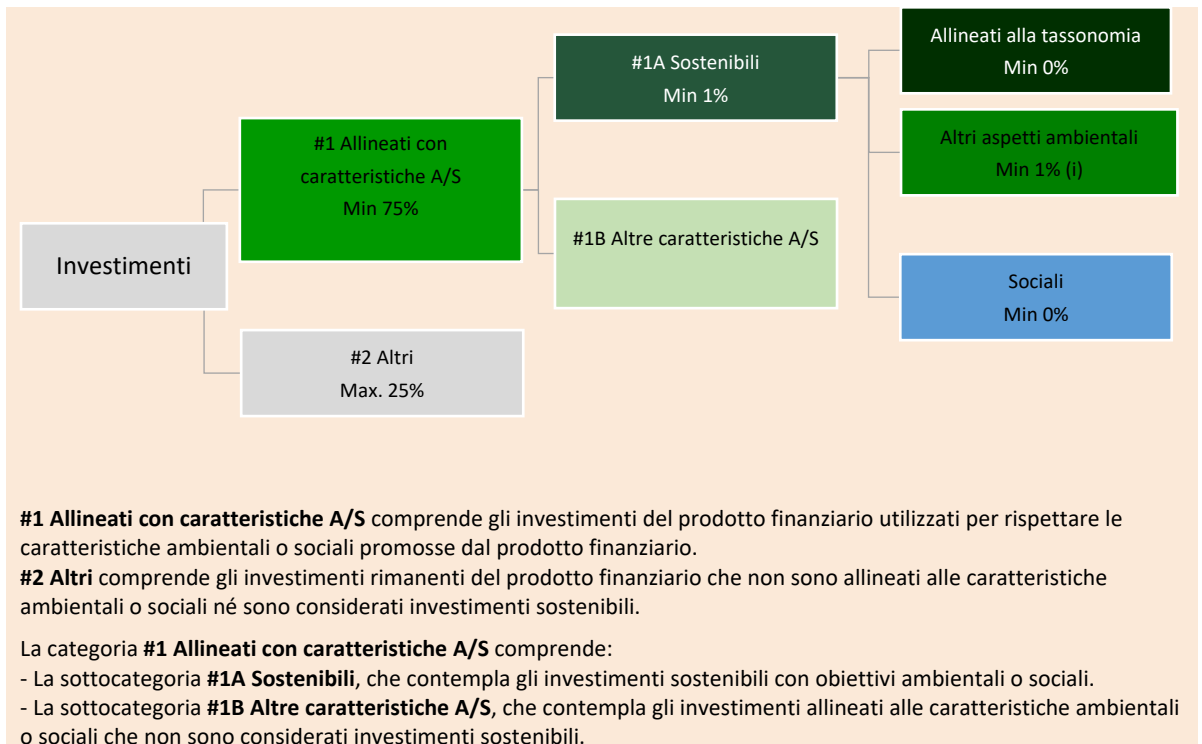 Investimenti
#1 Allineati con
caratteristiche A/S
Min 75%
#2 Altri
Max. 25%
#1A Sostenibili
Min 1%
#1B Altre caratteristiche A/S
Allineati alla tassonomia
Min 0%
Altri aspetti ambientali
Min 1% (i)
Sociali
Min 0%
#1 Allineati con caratteristiche A/S comprende gli investimenti del prodotto finanziario utilizzati per rispettare le
caratteristiche ambientali o sociali promosse dal prodotto finanziario.
#2 Altri comprende gli investimenti rimanenti del prodotto finanziario che non sono allineati alle caratteristiche
ambientali o sociali né sono considerati investimenti sostenibili.
La categoria #1 Allineati con caratteristiche A/S comprende:
- La sottocategoria #1A Sostenibili, che contempla gli investimenti sostenibili con obiettivi ambientali o sociali.
- La sottocategoria #1B Altre caratteristiche A/S, che contempla gli investimenti allineati alle caratteristiche ambientali
o sociali che non sono considerati investimenti sostenibili.